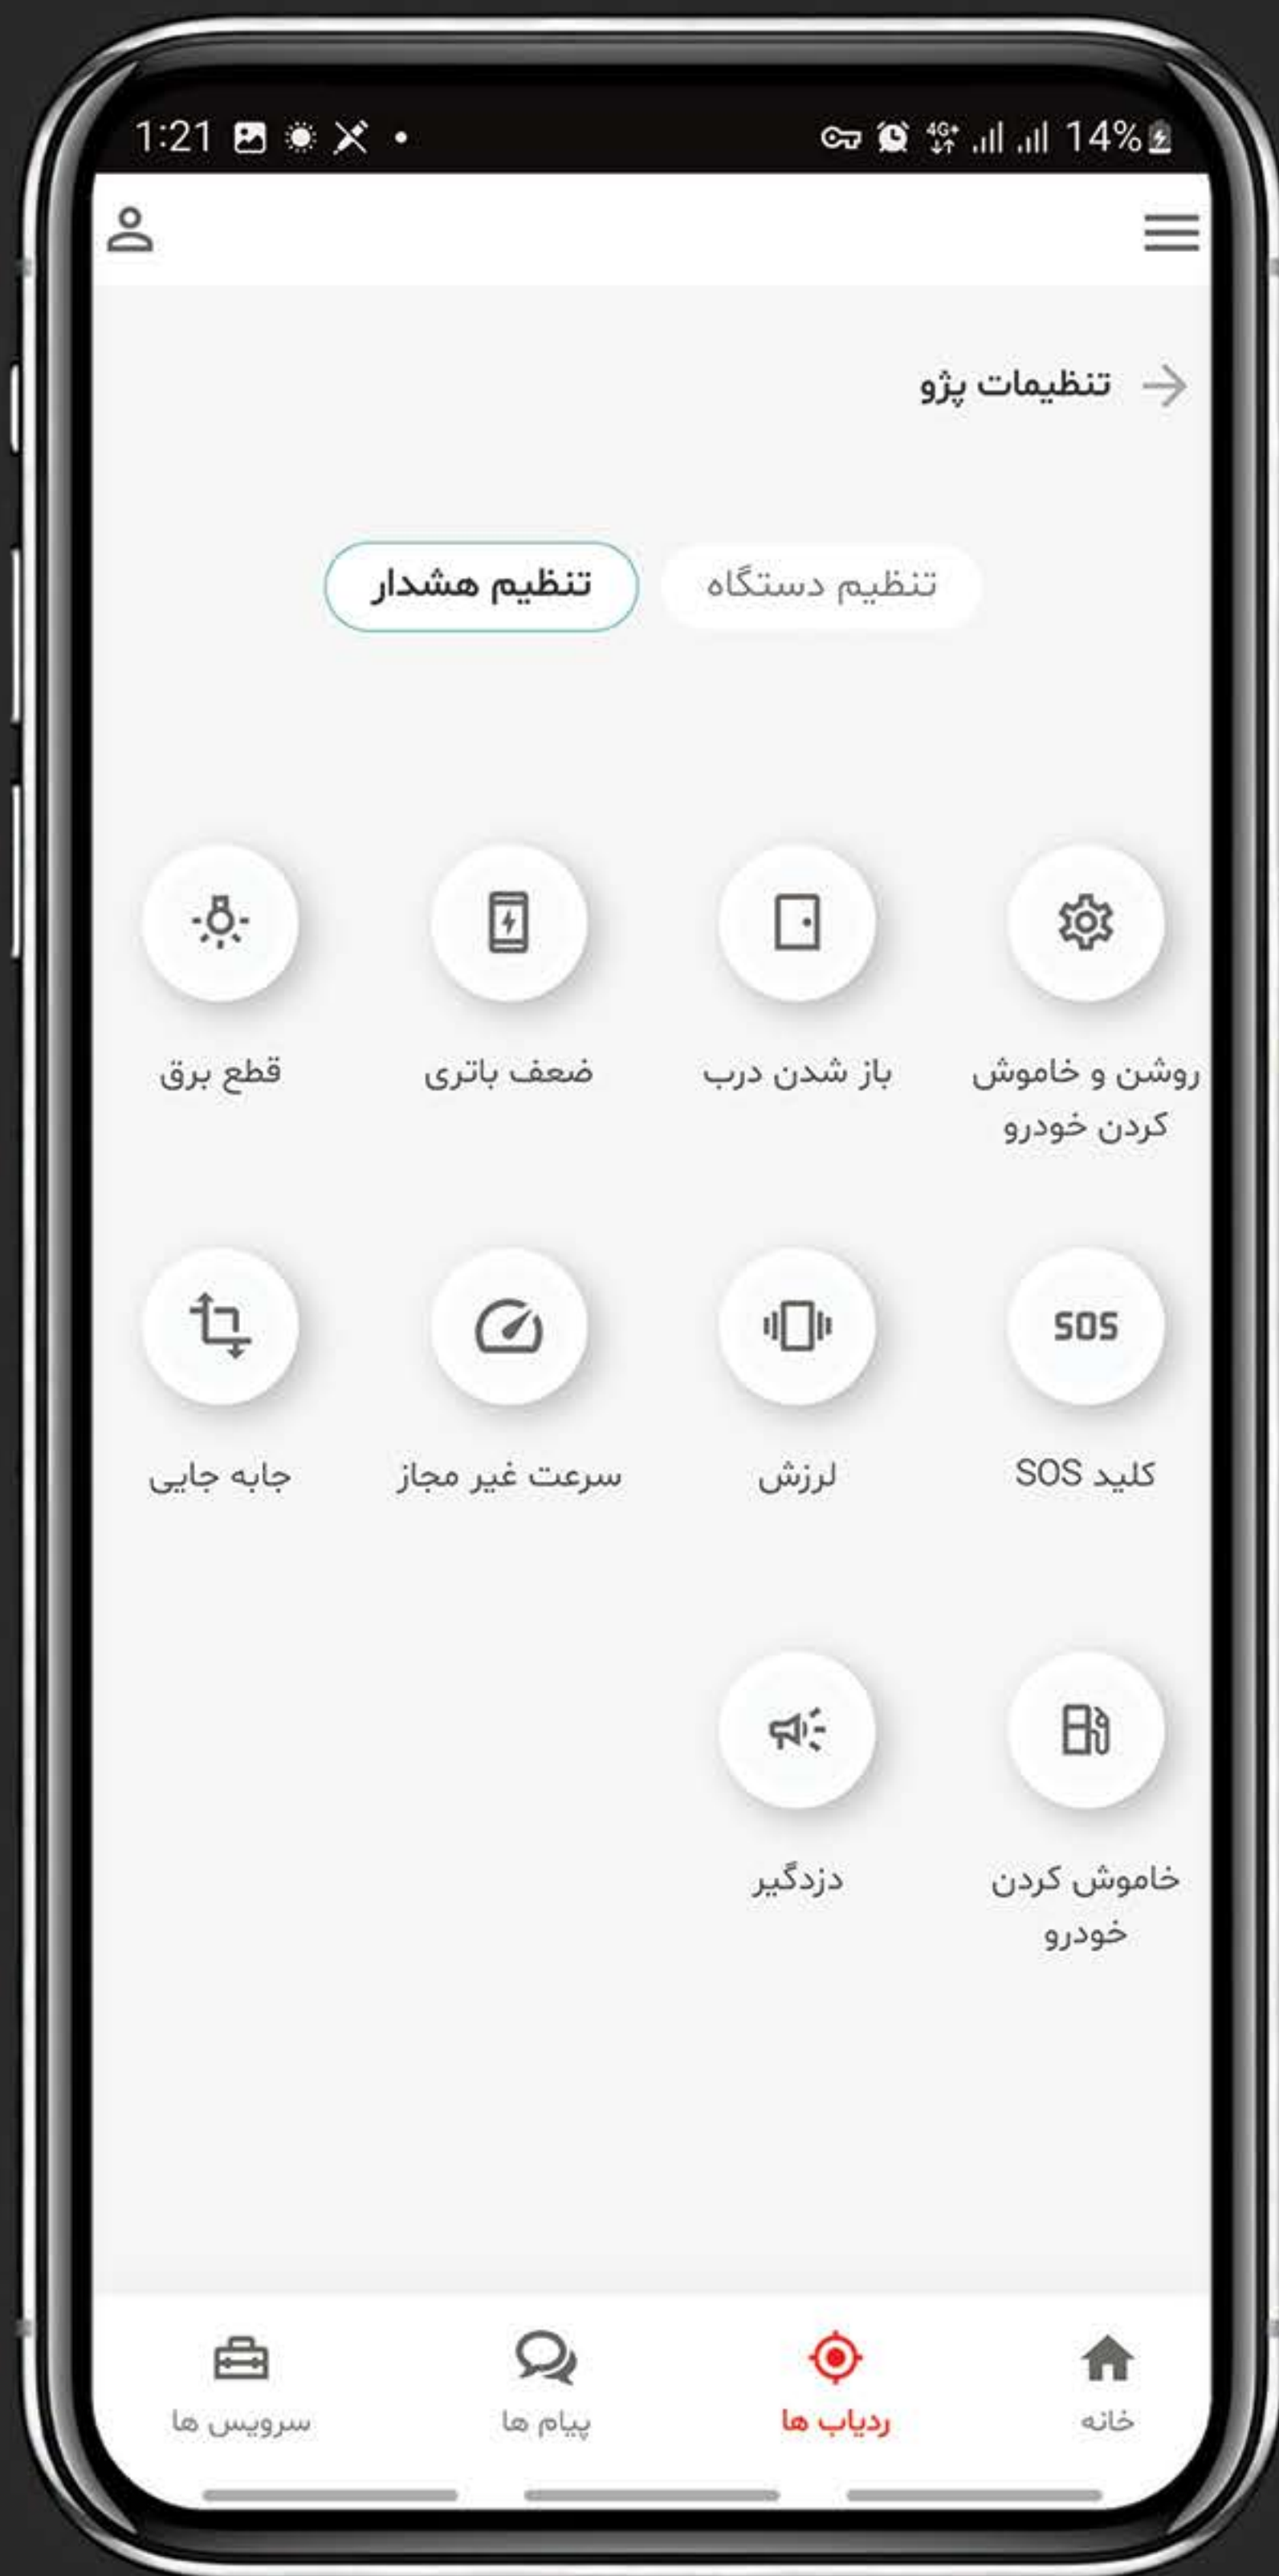 1:21
4G+ 14%
تنظیمات پژو
تنظیم دستگاه
تنظیم هشدار
روشن و خاموش
کردن خودرو
باز شدن درب
ضعف باتری
قطع برق
SOS
کلید SOS
لرزش
سرعت غیر مجاز
جابه جایی
خاموش کردن
خودرو
دزدگیر
خانه
ردیاب ها
پیام ها
سرویس ها